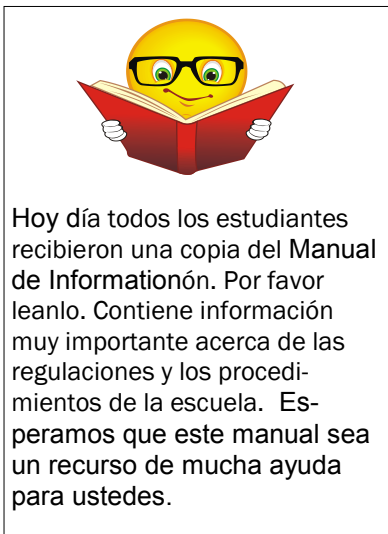 Hoy día todos los estudiantes
recibieron una copia del Manual
de Informationón. Por favor
leanlo. Contiene información
muy importante acerca de las
regulaciones y los procedi-
mientos de la escuela.  Es-
peramos que este manual sea
un recurso de mucha ayuda
para ustedes.